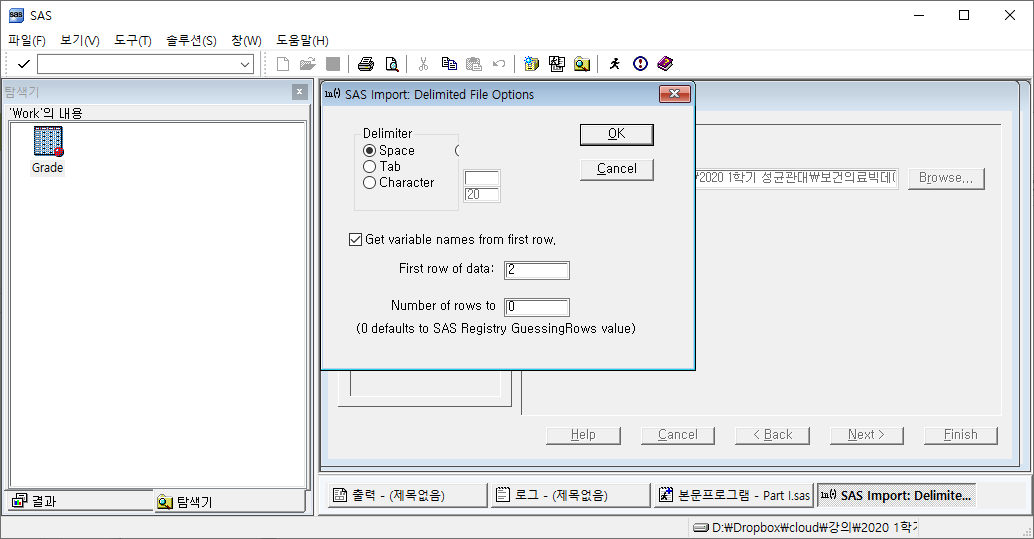 SAS
파일(F) 보기(V) 도구(T) 솔루션(S) 창(W) 도움말(H)
탐색기
'Work'의 내용
Grade
SAS Import: Delimited File Options
Delimiter
Space
Tab
Character
20
OK
Cancel
Get variable names from first row.
First row of data: 2
Number of rows to 0
(0 defaults to SAS Registry GuessingRows value)
\2020 1학기 성균관대\보건의료빅데( Browse...
Help Cancel < Back Next > Finish
결과 탐색기
출력 - (제목없음) 로그 - (제목없음) 본문프로그램 - Part I.sas SAS Import: Delimite...
D:\Dropbox\cloud\강의\2020 1학기